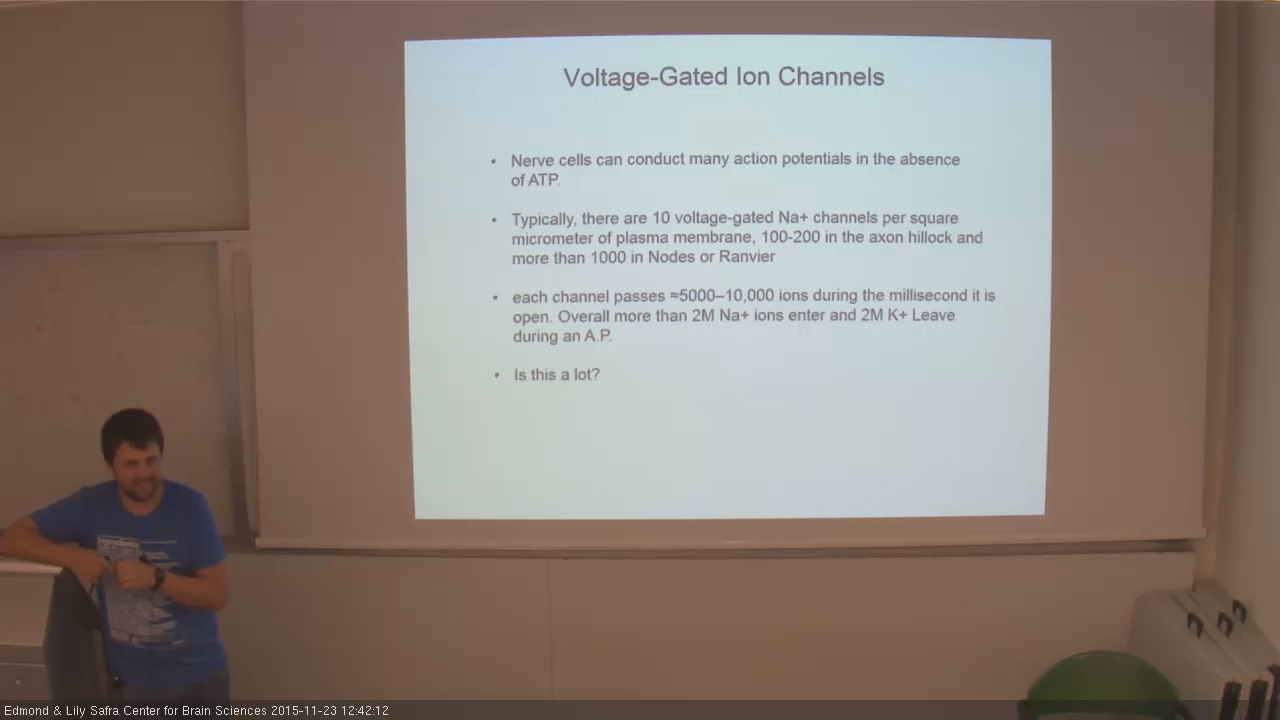 Voltage-Gated Ion Channels
• Nerve cells can conduct many action potentials in the absence
of ATP.
• Typically, there are 10 voltage-gated Na+ channels per square
micrometer of plasma membrane, 100-200 in the axon hillock and
more than 1000 in Nodes or Ranvier
• each channel passes ≈5000–10,000 ions during the millisecond it is
open. Overall more than 2M Na+ ions enter and 2M K+ Leave
during an A.P.
• Is this a lot?
Edmond & Lily Safra Center for Brain Sciences 2015-11-23 12:42:12